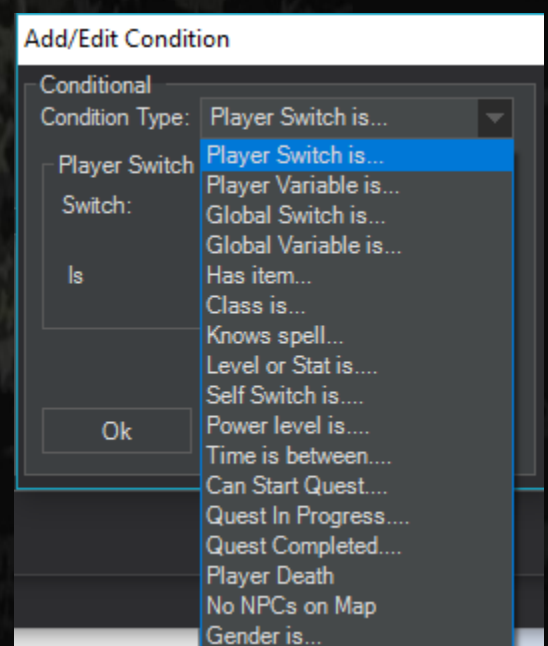 Add/Edit Condition
Conditional
Condition Type: Player Switch is...
Player Switch is...
Player Switch
Player Variable is...
Switch:
Global Switch is...
Global Variable is...
Is
Has item...
Class is...
Knows spell...
Level or Stat is....
Self Switch is....
Ok
Power level is....
Time is between....
Can Start Quest....
Quest In Progress....
Quest Completed....
Player Death
No NPCs on Map
Gender is...